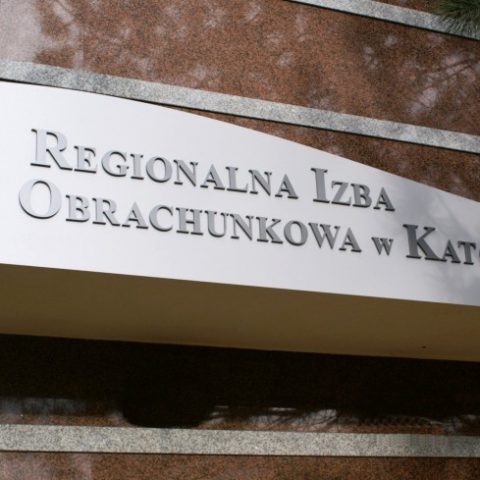 Regionalna Izba
Obrachunkowa w